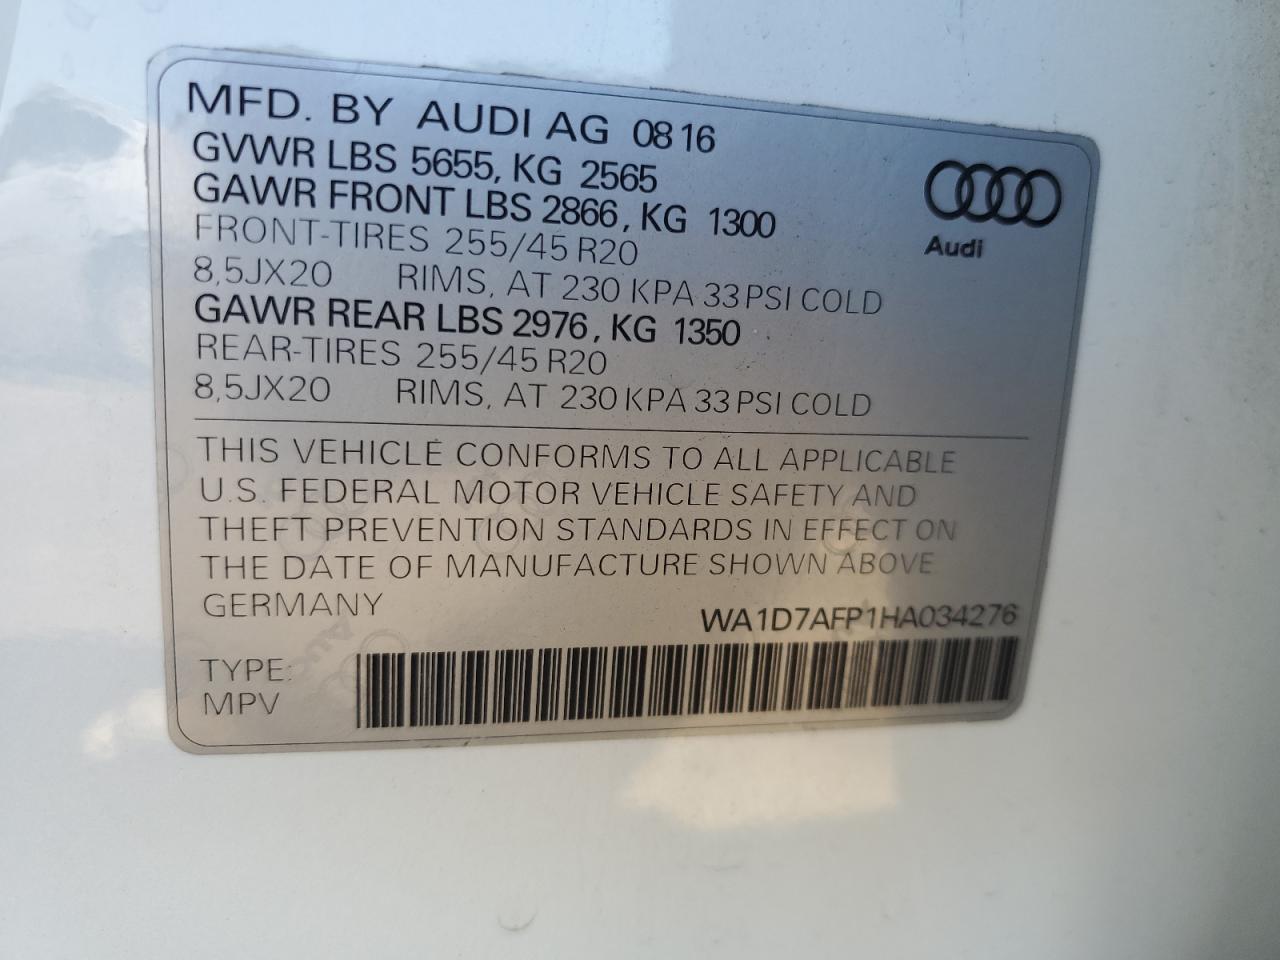 MFD. BY AUDI AG 08 16
GVWR LBS 5655, KG 2565
GAWR FRONT LBS 2866, KG 1300
FRONT-TIRES 255/45 R20
8,5JX20 RIMS, AT 230 KPA 33 PSI COLD
GAWR REAR LBS 2976, KG 1350
REAR-TIRES 255/45 R20
8,5JX20 RIMS, AT 230 KPA 33 PSI COLD
Audi
THIS VEHICLE CONFORMS TO ALL APPLICABLE
U.S. FEDERAL MOTOR VEHICLE SAFETY AND
THEFT PREVENTION STANDARDS IN EFFECT ON
THE DATE OF MANUFACTURE SHOWN ABOVE
GERMANY
WA1D7AFP1HA034276
TYPE:
MPV